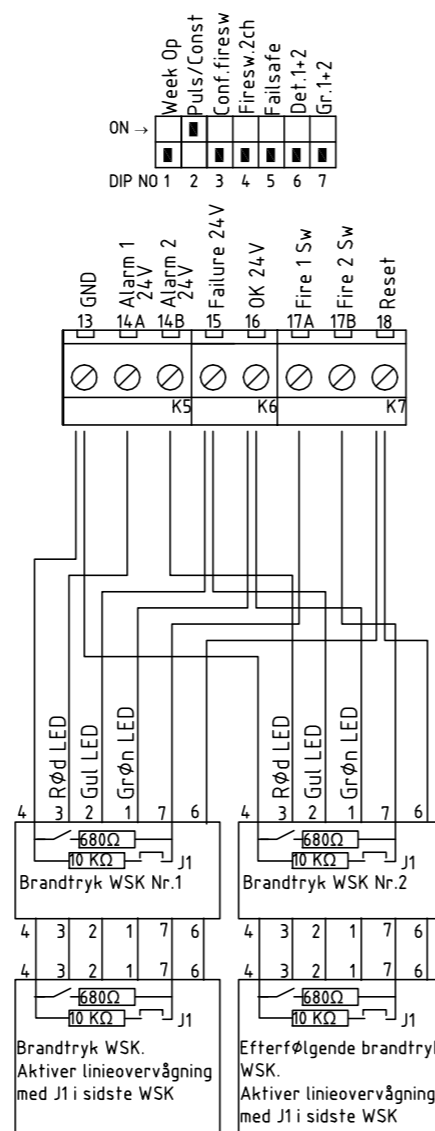 Week Op
Puls/Const
Conf.firesw
Firesw.2ch
Failsafe
Det.1+2
Gr.1+2
ON →
DIP NO 1 2 3 4 5 6 7
GND
Alarm 1 24V
Alarm 2 24V
Failure 24V
OK 24V
Fire 1 Sw
Fire 2 Sw
Reset
13 14A 14B 15 16 17A 17B 18
K5 K6 K7
RØd LED
Gul LED
GrØn LED
RØd LED
Gul LED
GrØn LED
4 3 2 1 7 6
4 3 2 1 7 6
680Ω
10 KΩ J1
Brandtryk WSK Nr.1
680Ω
10 KΩ J1
Brandtryk WSK Nr.2
4 3 2 1 7 6
4 3 2 1 7 6
4 3 2 1 7 6
4 3 2 1 7 6
680Ω
10 KΩ J1
Brandtryk WSK.
Aktiver linieovervågning
med J1 i sidste WSK
680Ω
10 KΩ J1
EfterfØlgende brandtryk
WSK.
Aktiver linieovervågning
med J1 i sidste WSK